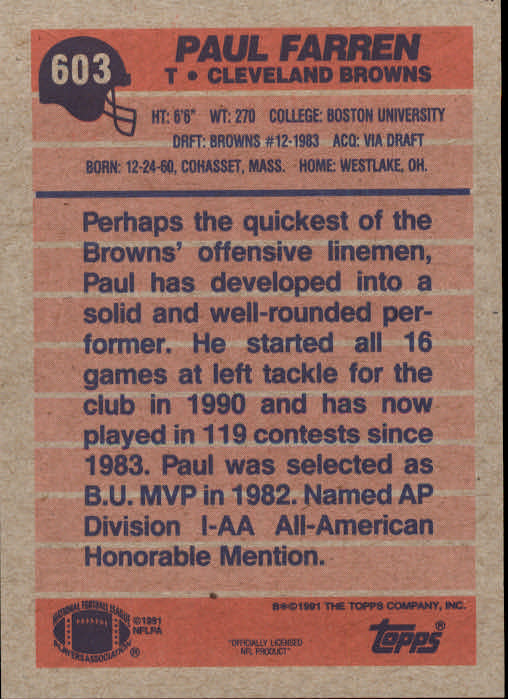 603
PAUL FARREN
T • CLEVELAND BROWNS
HT: 6'6" WT: 270 COLLEGE: BOSTON UNIVERSITY
DRFT: BROWNS #12-1983 ACQ: VIA DRAFT
BORN: 12-24-60, COHASSET, MASS. HOME: WESTLAKE, OH.
Perhaps the quickest of the
Browns' offensive linemen,
Paul has developed into a
solid and well-rounded per-
former. He started all 16
games at left tackle for the
club in 1990 and has now
played in 119 contests since
1983. Paul was selected as
B.U. MVP in 1982. Named AP
Division I-AA All-American
Honorable Mention.
NATIONAL FOOTBALL LEAGUE
PLAYERS ASSOCIATION ®
©1991
NFLPA
"OFFICIALLY LICENSED
NFL PRODUCT"
B®©1991 THE TOPPS COMPANY, INC.
TOPPS®